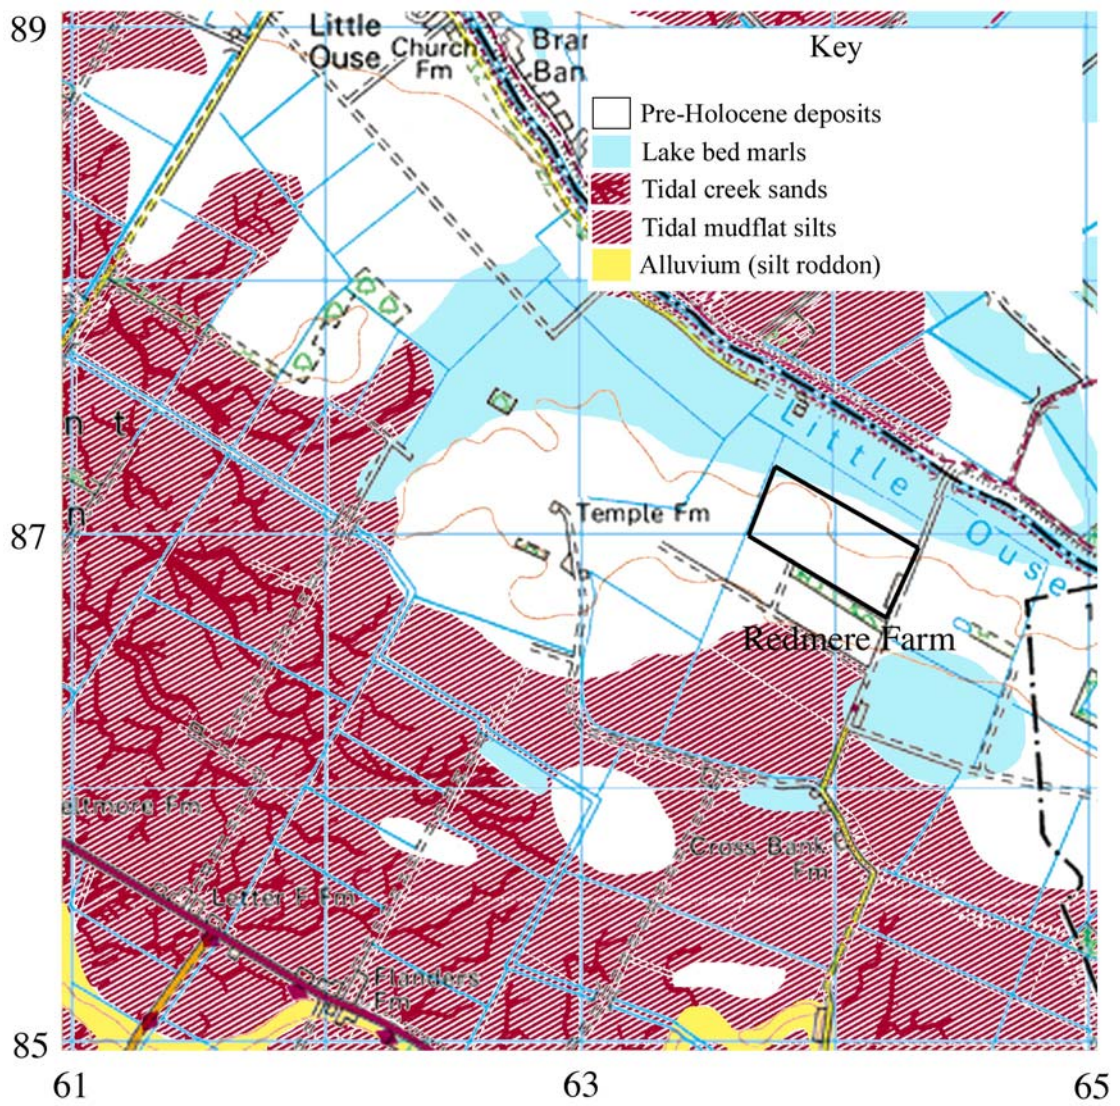 89
Little
Ouse
Church
Fm
Key
Pre-Holocene deposits
Lake bed marls
Tidal creek sands
Tidal mudflat silts
Alluvium (silt roddon)
n t
n
Little Ouse
87
Temple Fm
Redmere Farm
Cross Bank
Fm
Letter F Fm
Flanders
Fm
85
61
63
65